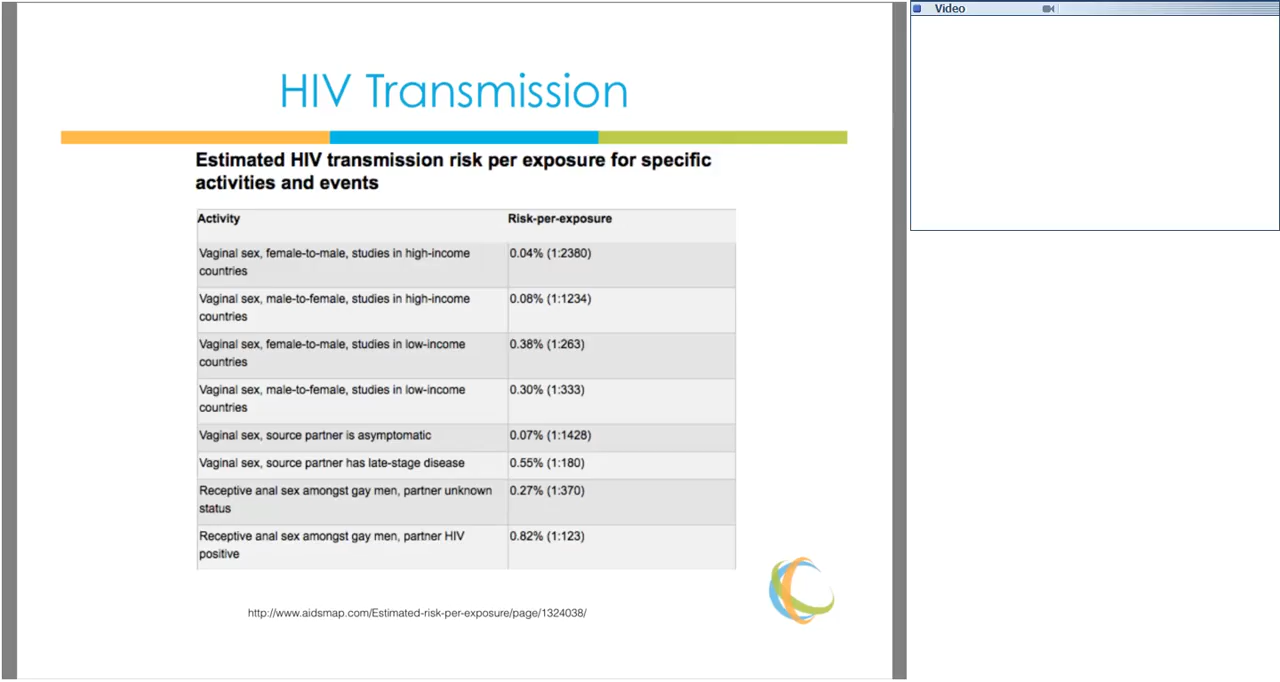 Video
HIV Transmission
Estimated HIV transmission risk per exposure for specific
activities and events
Activity Risk-per-exposure
Vaginal sex, female-to-male, studies in high-income 0.04% (1:2380)
countries
Vaginal sex, male-to-female, studies in high-income 0.08% (1:1234)
countries
Vaginal sex, female-to-male, studies in low-income 0.38% (1:263)
countries
Vaginal sex, male-to-female, studies in low-income 0.30% (1:333)
countries
Vaginal sex, source partner is asymptomatic 0.07% (1:1428)
Vaginal sex, source partner has late-stage disease 0.55% (1:180)
Receptive anal sex amongst gay men, partner unknown 0.27% (1:370)
status
Receptive anal sex amongst gay men, partner HIV 0.82% (1:123)
positive
http://www.aidsmap.com/Estimated-risk-per-exposure/page/1324038/